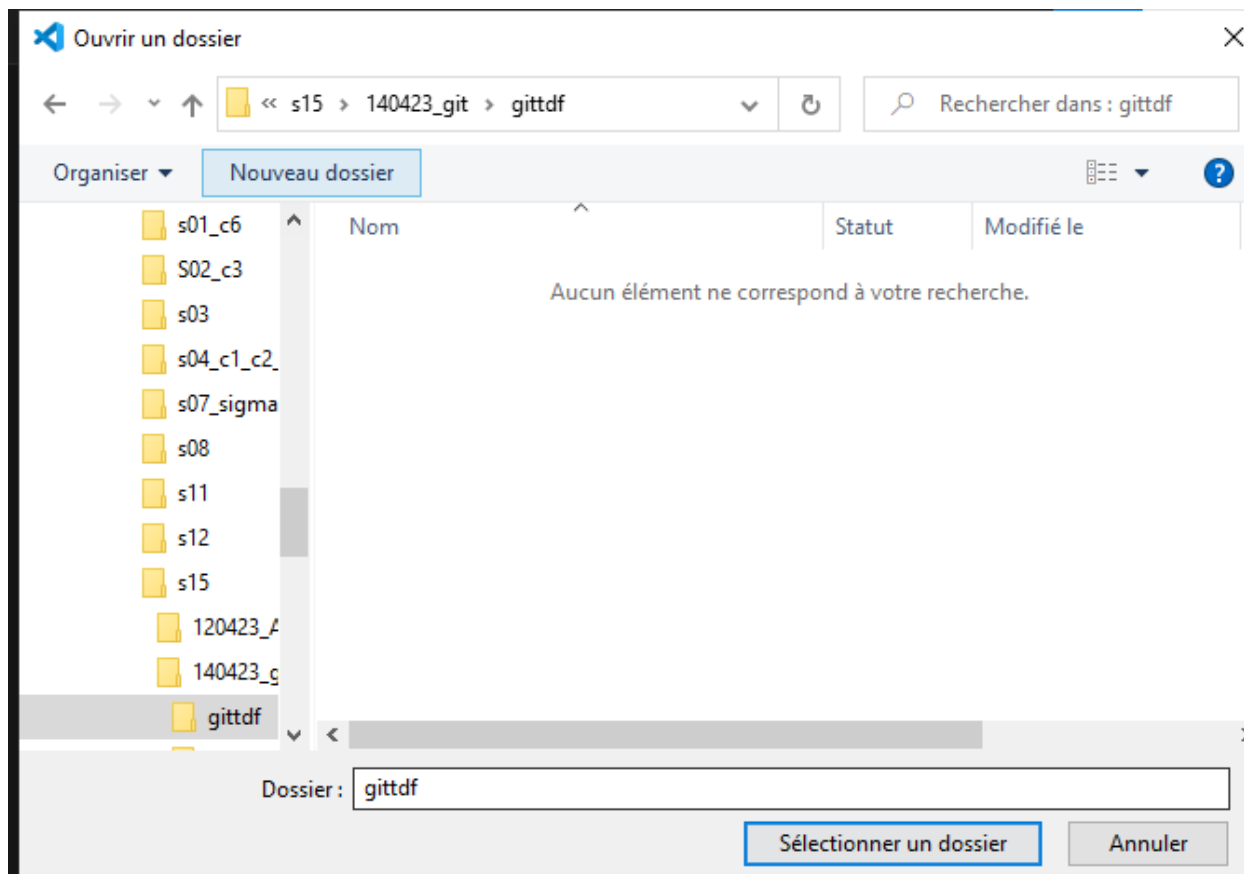 Ouvrir un dossier
« s15 > 140423_git > gittdf
Rechercher dans : gittdf
Organiser
Nouveau dossier
?
s01_c6
S02_c3
s03
s04_c1_c2_
s07_sigma
s08
s11
s12
s15
120423_A
140423_g
gittdf
Nom
Statut
Modifié le
Aucun élément ne correspond à votre recherche.
Dossier : gittdf
Sélectionner un dossier
Annuler